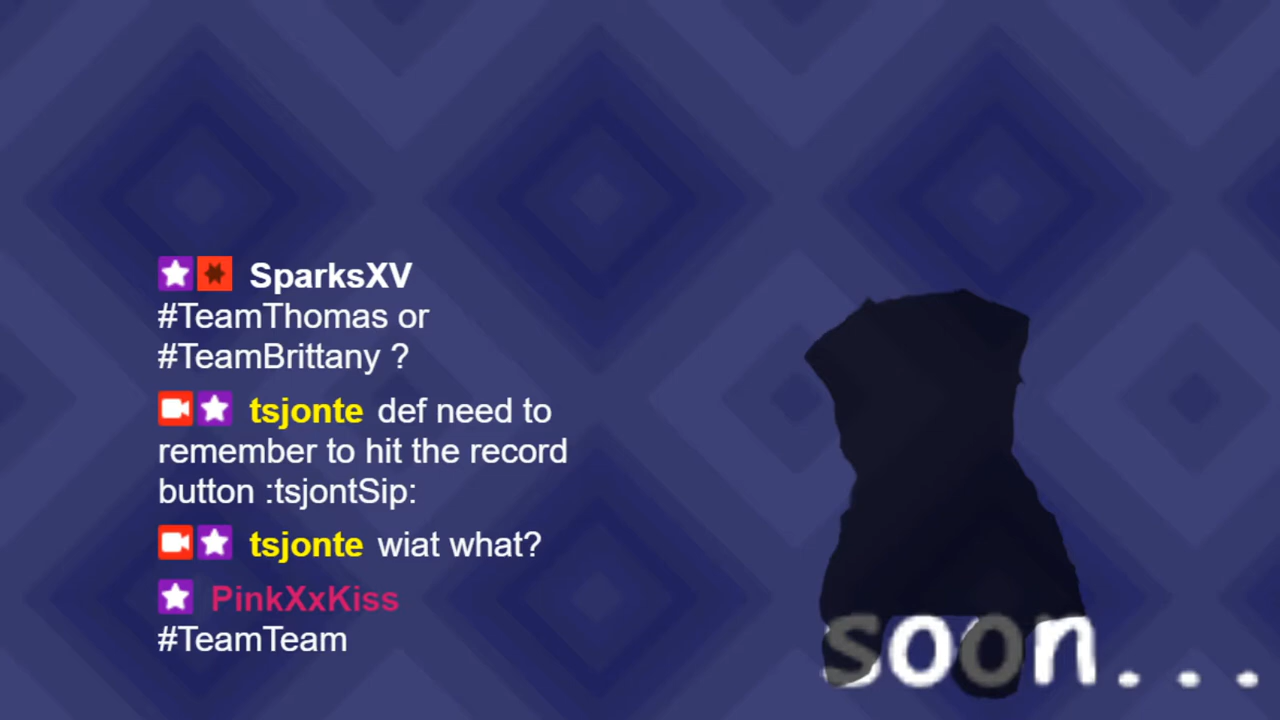 SparksXV
#TeamThomas or
#TeamBrittany ?
tsjonte def need to
remember to hit the record
button :tsjontSip:
tsjonte wiat what?
PinkXxKiss
#TeamTeam
soon...